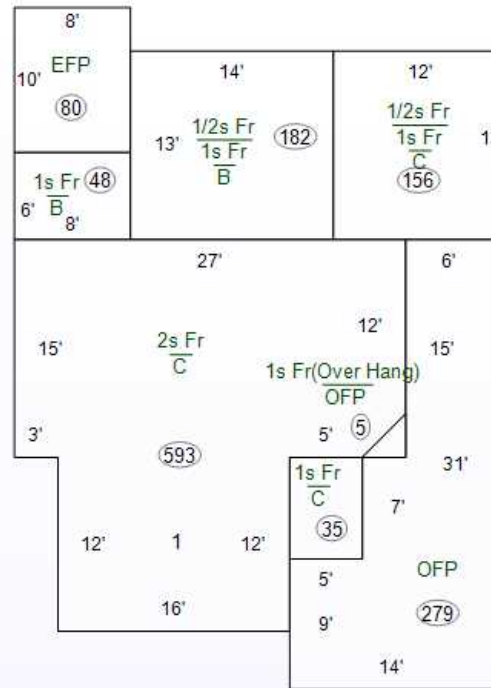 8'
EFP
10'
80
14'
12'
1/2s Fr
1s Fr
B
182
13'
1/2s Fr
1s Fr
C
156
1s Fr
B
48
6'
8'
27'
6'
12'
15'
2s Fr
C
15'
1s Fr(Over Hang)
OFP
5
3'
5'
593
1s Fr
C
35
31'
7'
12'
1
12'
5'
OFP
16'
9'
279
14'